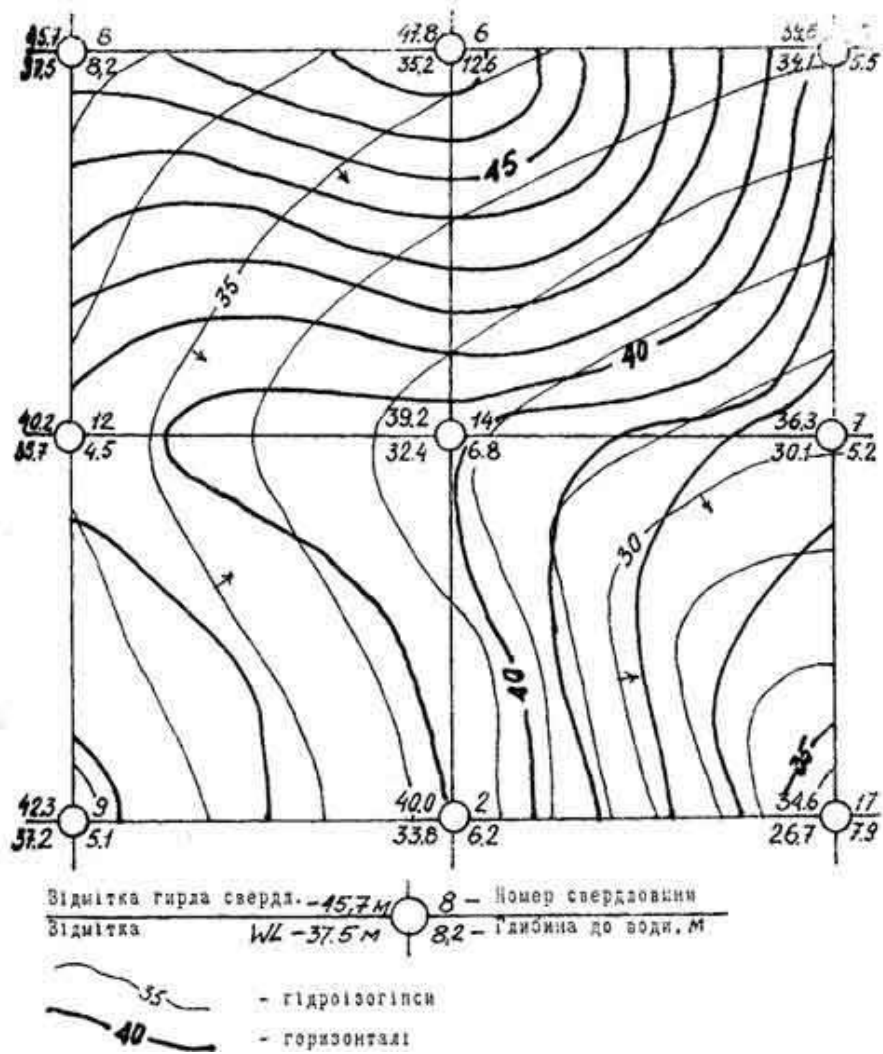 45.7 8 47.8 6
37.5 8,2 35.2 12.6 34.1 5.5
45
35
40
40.2 12 39.2 14 36.3 7
35.7 4.5 32.4 6.8 30.1 5.2
30
40
35
42.3 9 40.0 2 34.6 17
37.2 5.1 33.8 6.2 26.7 7.9
Відмітка гирла свердл. -45,7 м 8 - Номер свердловини
Відмітка WL -37.5 м 8,2 - Глибина до води, м
35 - гідроізогіпси
40 - горизонталі